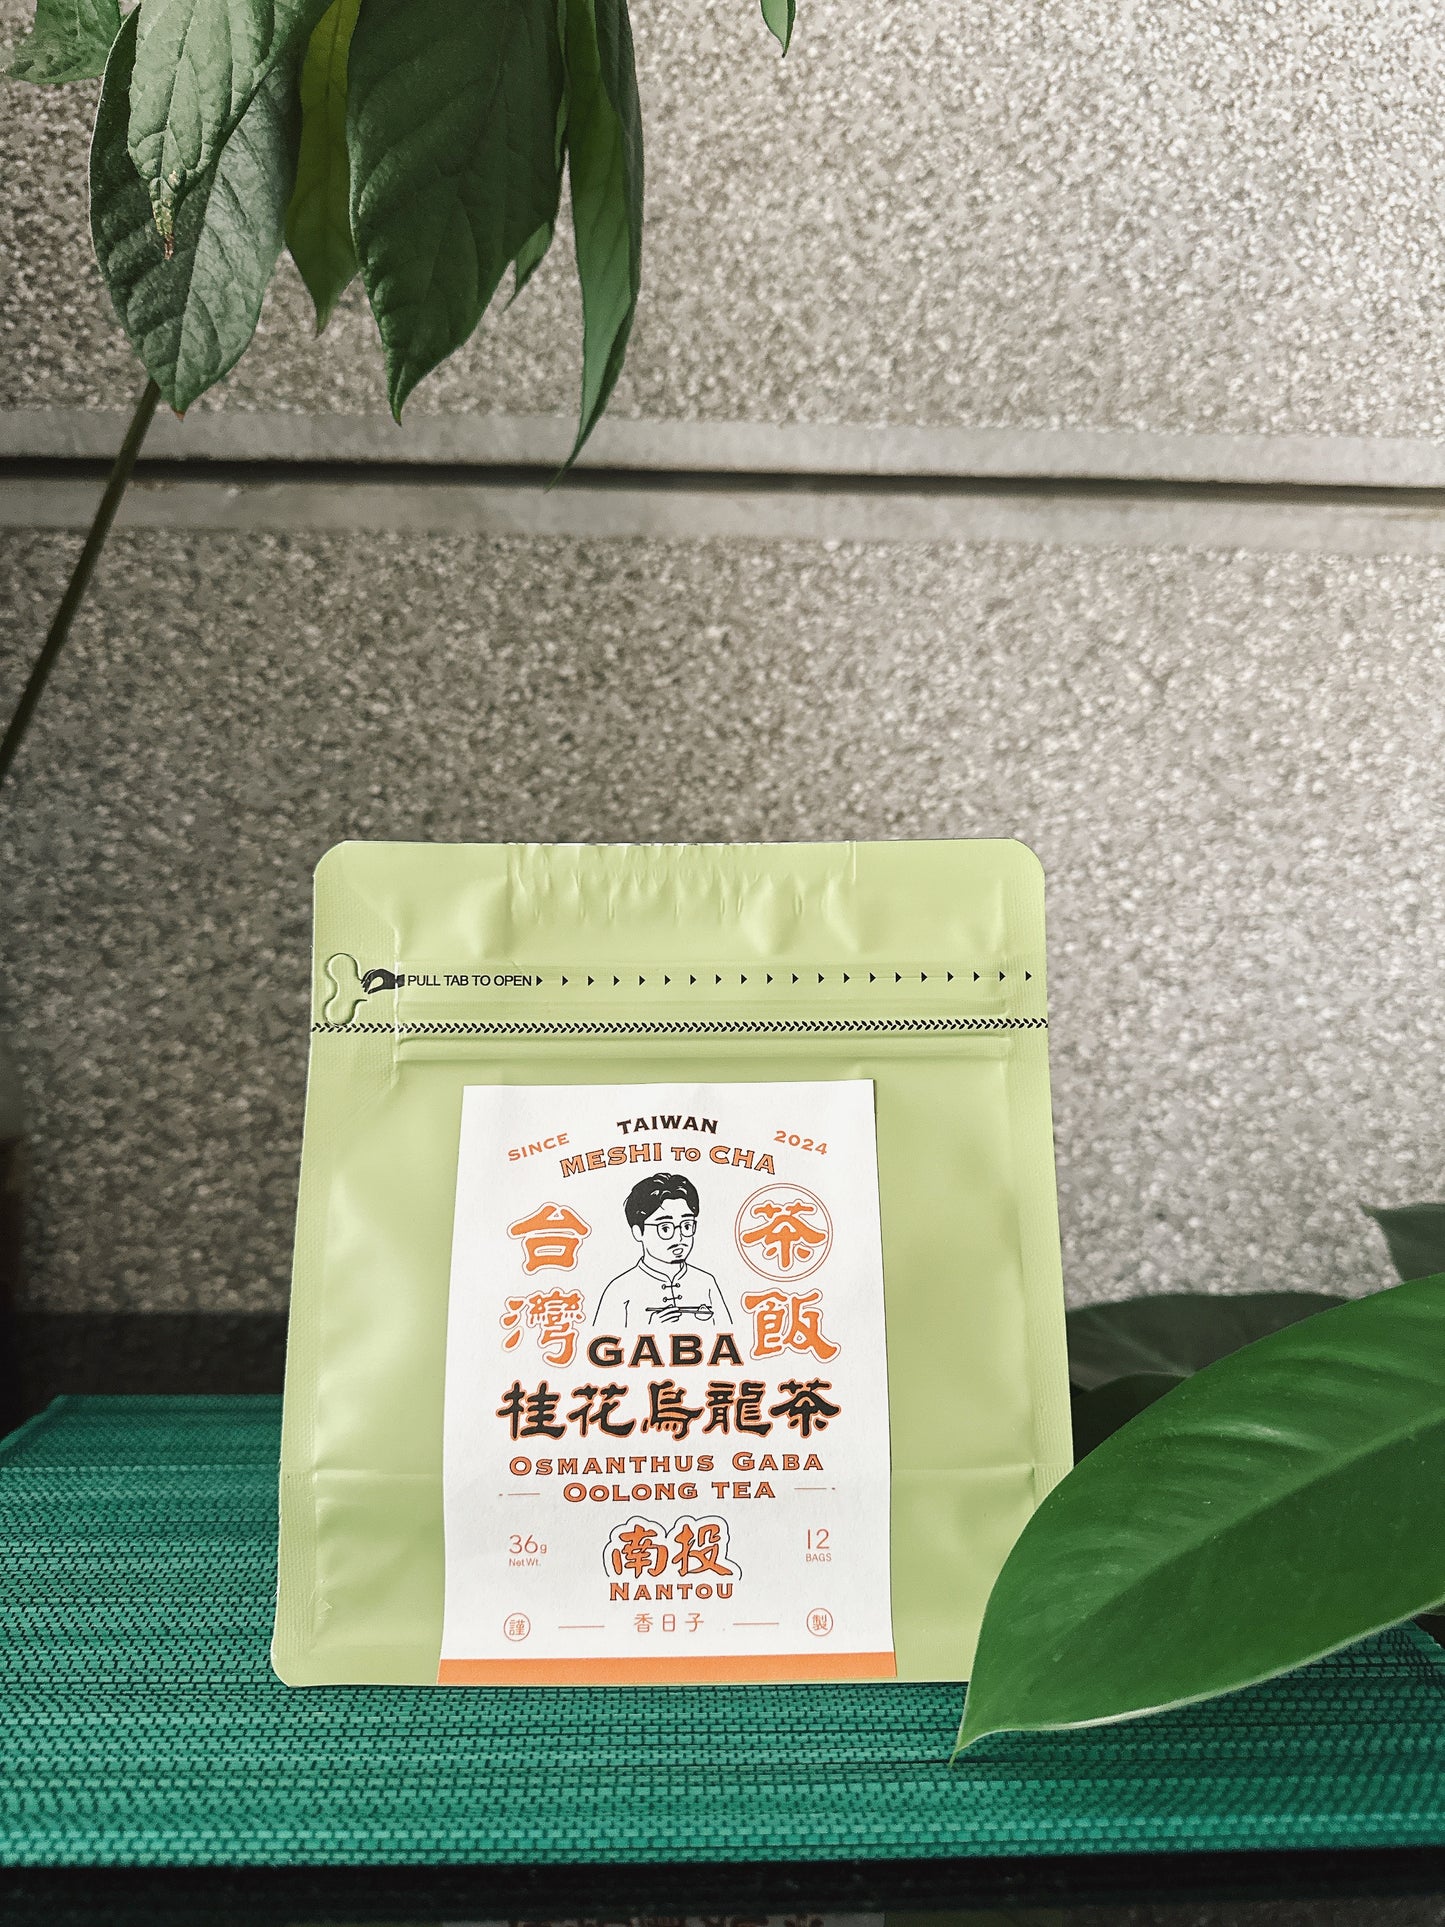 PULL TAB TO OPEN
TAIWAN
SINCE 2024
MESHI TO CHA
台灣
茶飯
GABA
桂花烏龍茶
OSMANTHUS GABA
OOLONG TEA
36g
Net Wt.
南投
12
BAGS
NANTOU
謹 香日子 製